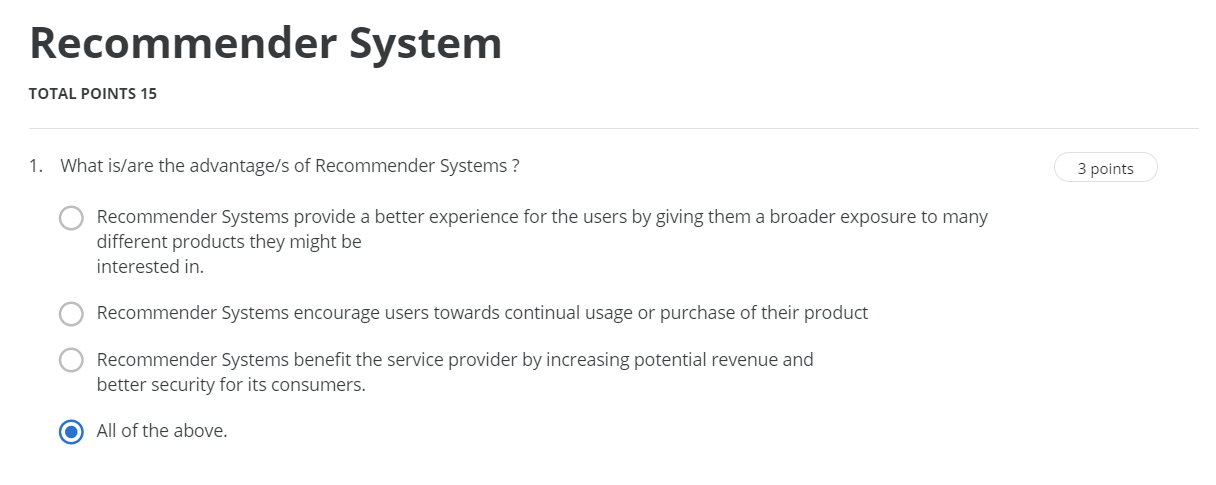 Recommender System
TOTAL POINTS 15
1. What is/are the advantage/s of Recommender Systems ?
3 points
Recommender Systems provide a better experience for the users by giving them a broader exposure to many
different products they might be
interested in.
Recommender Systems encourage users towards continual usage or purchase of their product
Recommender Systems benefit the service provider by increasing potential revenue and
better security for its consumers.
All of the above.